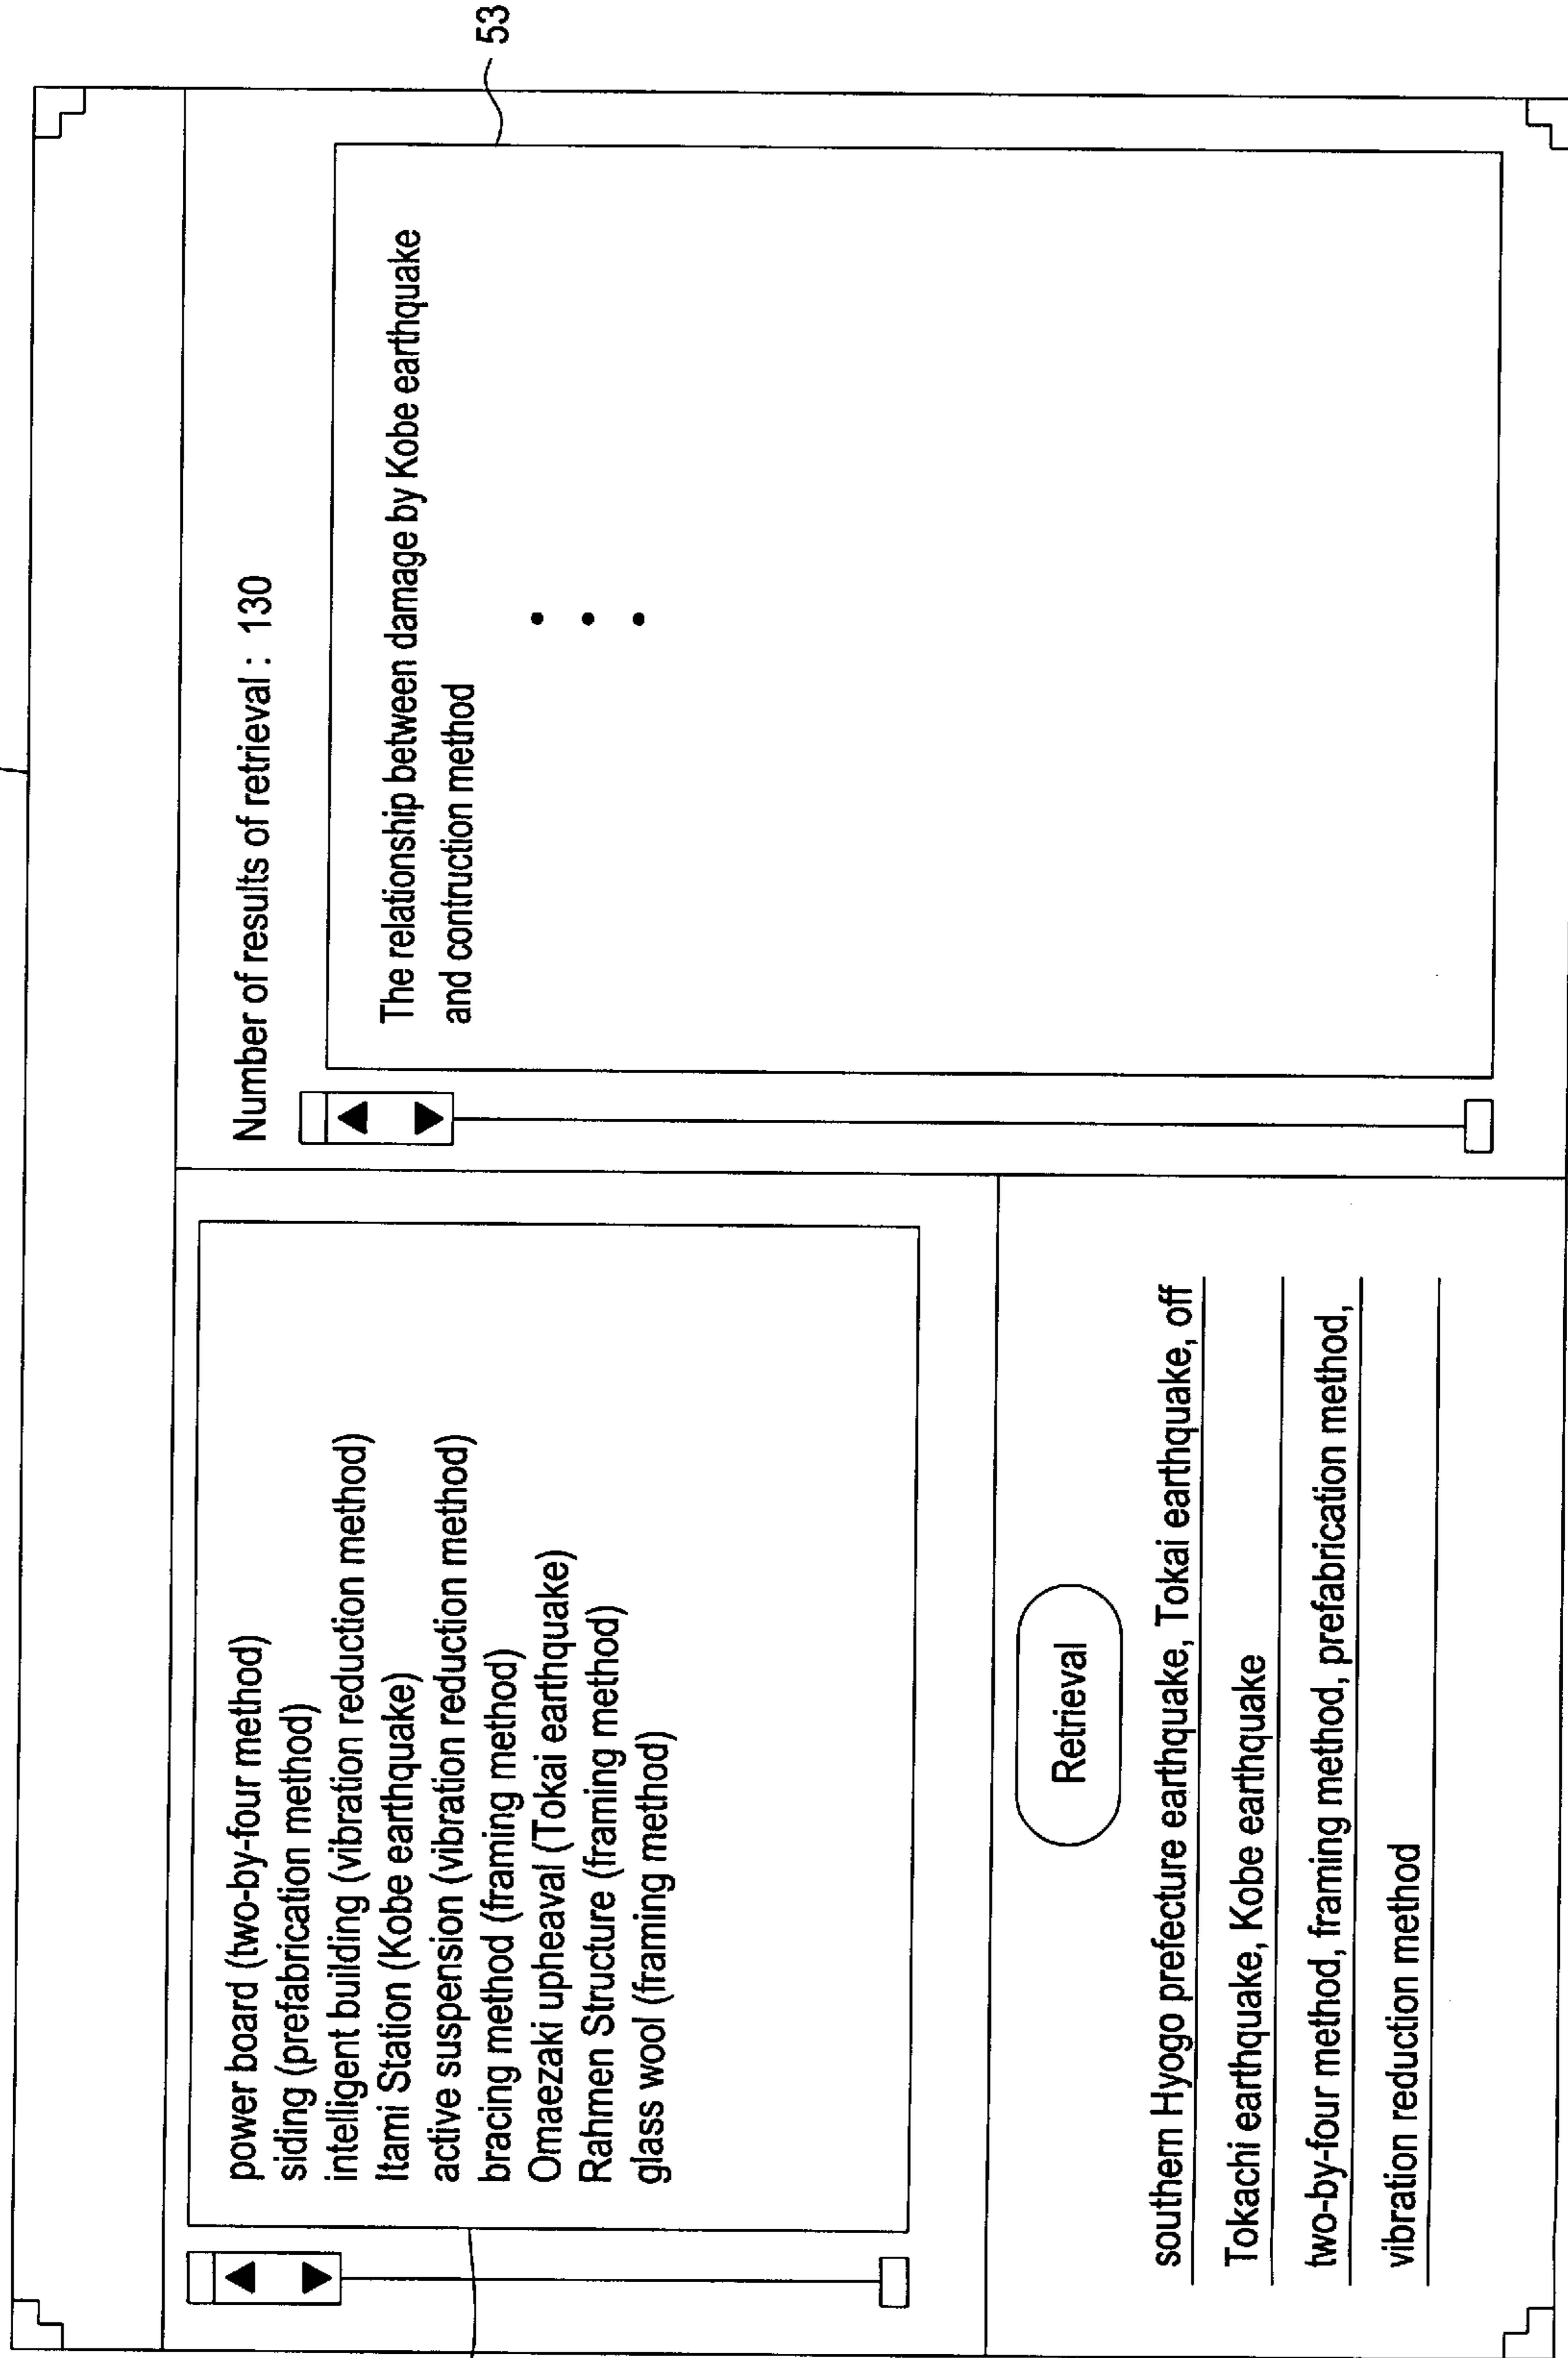 power board (two-by-four method)
siding (prefabrication method)
intelligent building (vibration reduction method)
Itami Station (Kobe earthquake)
active suspension (vibration reduction method)
bracing method (framing method)
Omaezaki upheaval (Tokai earthquake)
Rahmen Structure (framing method)
glass wool (framing method)
Retrieval
southern Hyogo prefecture earthquake, Tokai earthquake, off
Tokachi earthquake, Kobe earthquake
two-by-four method, framing method, prefabrication method,
vibration reduction method
Number of results of retrieval : 130
The relationship between damage by Kobe earthquake
and contruction method
53